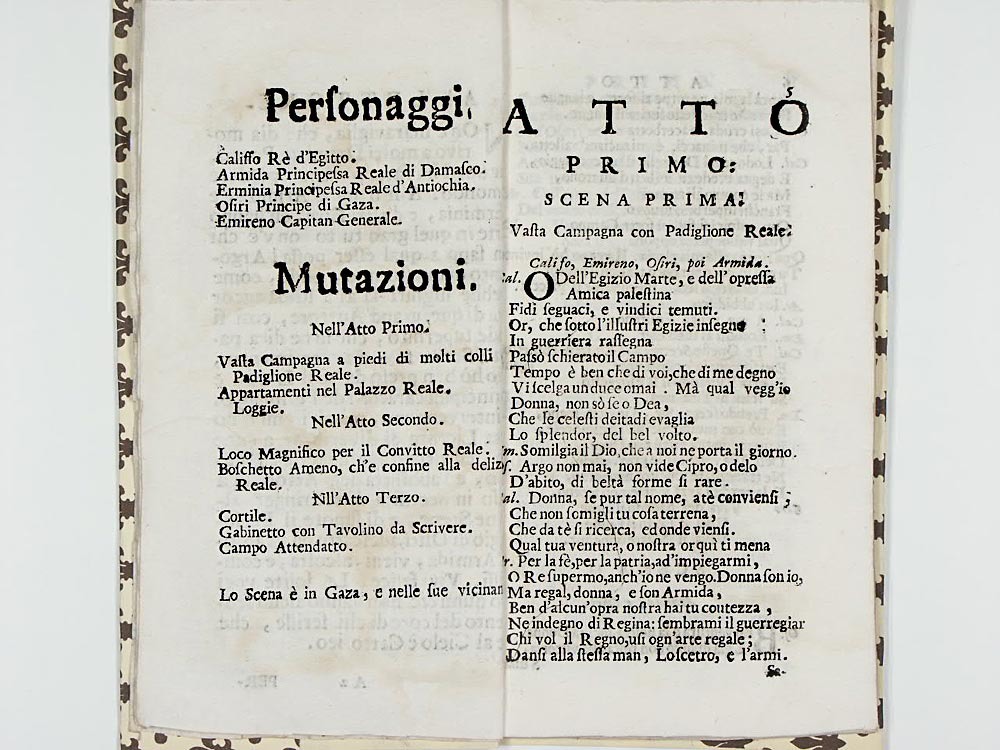 Perſonaggi.
Califfo Rè d'Egitto.
Armida Principeſsa Reale di Damaſco.
Erminia Principeſsa Reale d'Antiochia.
Oſiri Principe di Gaza.
Emireno Capitan Generale.
Mutazioni.
Nell'Atto Primo.
Vaſta Campagna a piedi di molti colli
Padiglione Reale.
Appartamenti nel Palazzo Reale.
Loggie.
Nell'Atto Secondo.
Loco Magnifico per il Convitto Reale.
Boſchetto Ameno, ch'e confine alla deliz
Reale.
Nll'Atto Terzo.
Cortile.
Gabinetto con Tavolino da Scrivere.
Campo Attendatto.
Lo Scena è in Gaza, e nelle ſue vicinan
5
ATTO
PRIMO:
SCENA PRIMA:
Vaſta Campagna con Padiglione Reale:
Califo, Emireno, Oſiri, poi Armida.
al. O Dell'Egizio Marte, e dell'opreſſa
Amica paleſtina
Fidi ſeguaci, e vindici temuti.
Or, che ſotto l'illuſtri Egizie inſegne :
In guerriera raſſegna
Paſsò ſchierato il Campo
Tempo è ben che di voi, che di me degno
Vi ſcelga un duce omai. Mà qual vegg'io
Donna, non sò ſe o Dea,
Che le celeſti deitadi evaglia
Lo ſplendor, del bel volto.
m. Somilgia il Dio, che a noi ne porta il giorno.
ſ. Argo non mai, non vide Cipro, o delo
D'abito, di beltà forme ſi rare.
al. Donna, ſe pur tal nome, a tè convienſi ;
Che non ſomigli tu coſa terrena,
Che da tè ſi ricerca, ed onde vienſi.
Qual tua ventura, o noſtra or quì ti mena
r. Per la fè, per la patria, ad'impiegarmi,
O Re ſupermo, anch'io ne vengo. Donna ſon io,
Ma regal, donna, e ſon Armida,
Ben d'alcun'opra noſtra hai tu contezza,
Ne indegno di Regina: ſembrami il guerregiar
Chi vol il Regno, uſi ogn'arte regale;
Danſi alla ſteſſa man, Lo ſcetro, e l'armi.
Se-